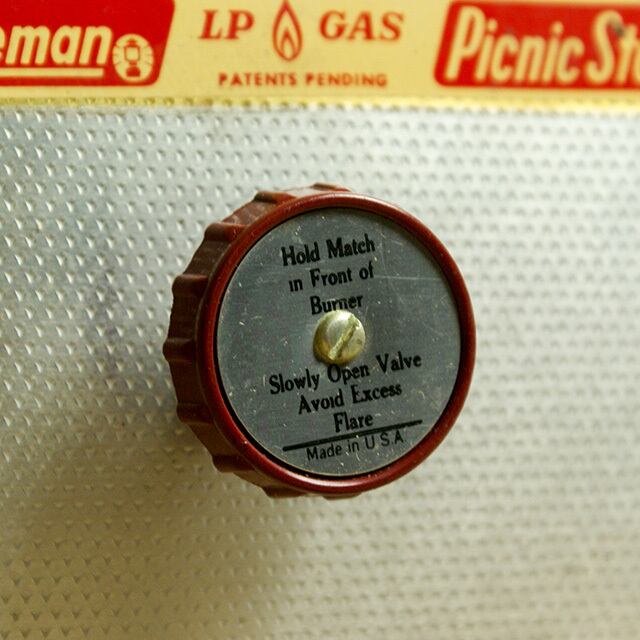 eman
LP GAS
PATENTS PENDING
Picnic Sto
Hold Match
in Front of
Burner
Slowly Open Valve
Avoid Excess
Flare
Made in U.S.A.